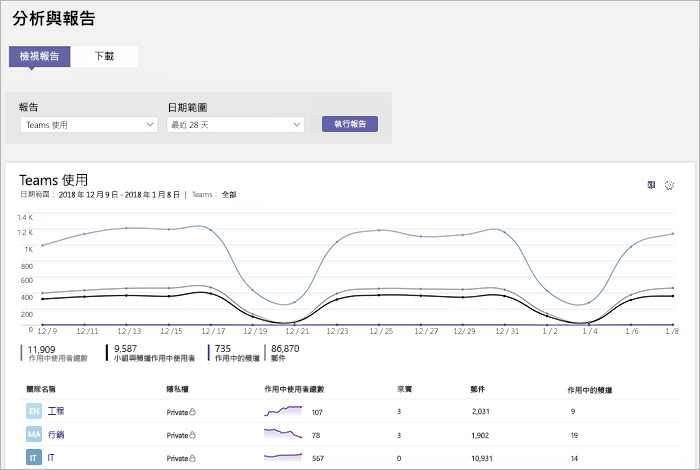 分析與報告
檢視報告 下載
報告 日期範圍
Teams 使用 最近 28 天 執行報告
Teams 使用
日期範圍： 2018 年 12 月 9 日 - 2018 年 1 月 8 日 | Teams： 全部
1.4 K
1.2 K
1K
800
600
400
200
0
12 / 9 12/11 12/13 12/15 12/17 12/19 12/21 12/23 12/25 12/27 12/29 12/31 1 / 2 1 / 4 1 / 6 1 /8
11,909 9,587 735 86,870
作用中使用者總數 小組與頻道作用中使用者 作用中的頻道 郵件
團隊名稱 隱私權 作用中使用者總數 來賓 郵件 作用中的頻道
EN 工程 Private 107 3 2,031 9
MA 行銷 Private 78 3 1,902 19
IT IT Private 567 0 10,931 14